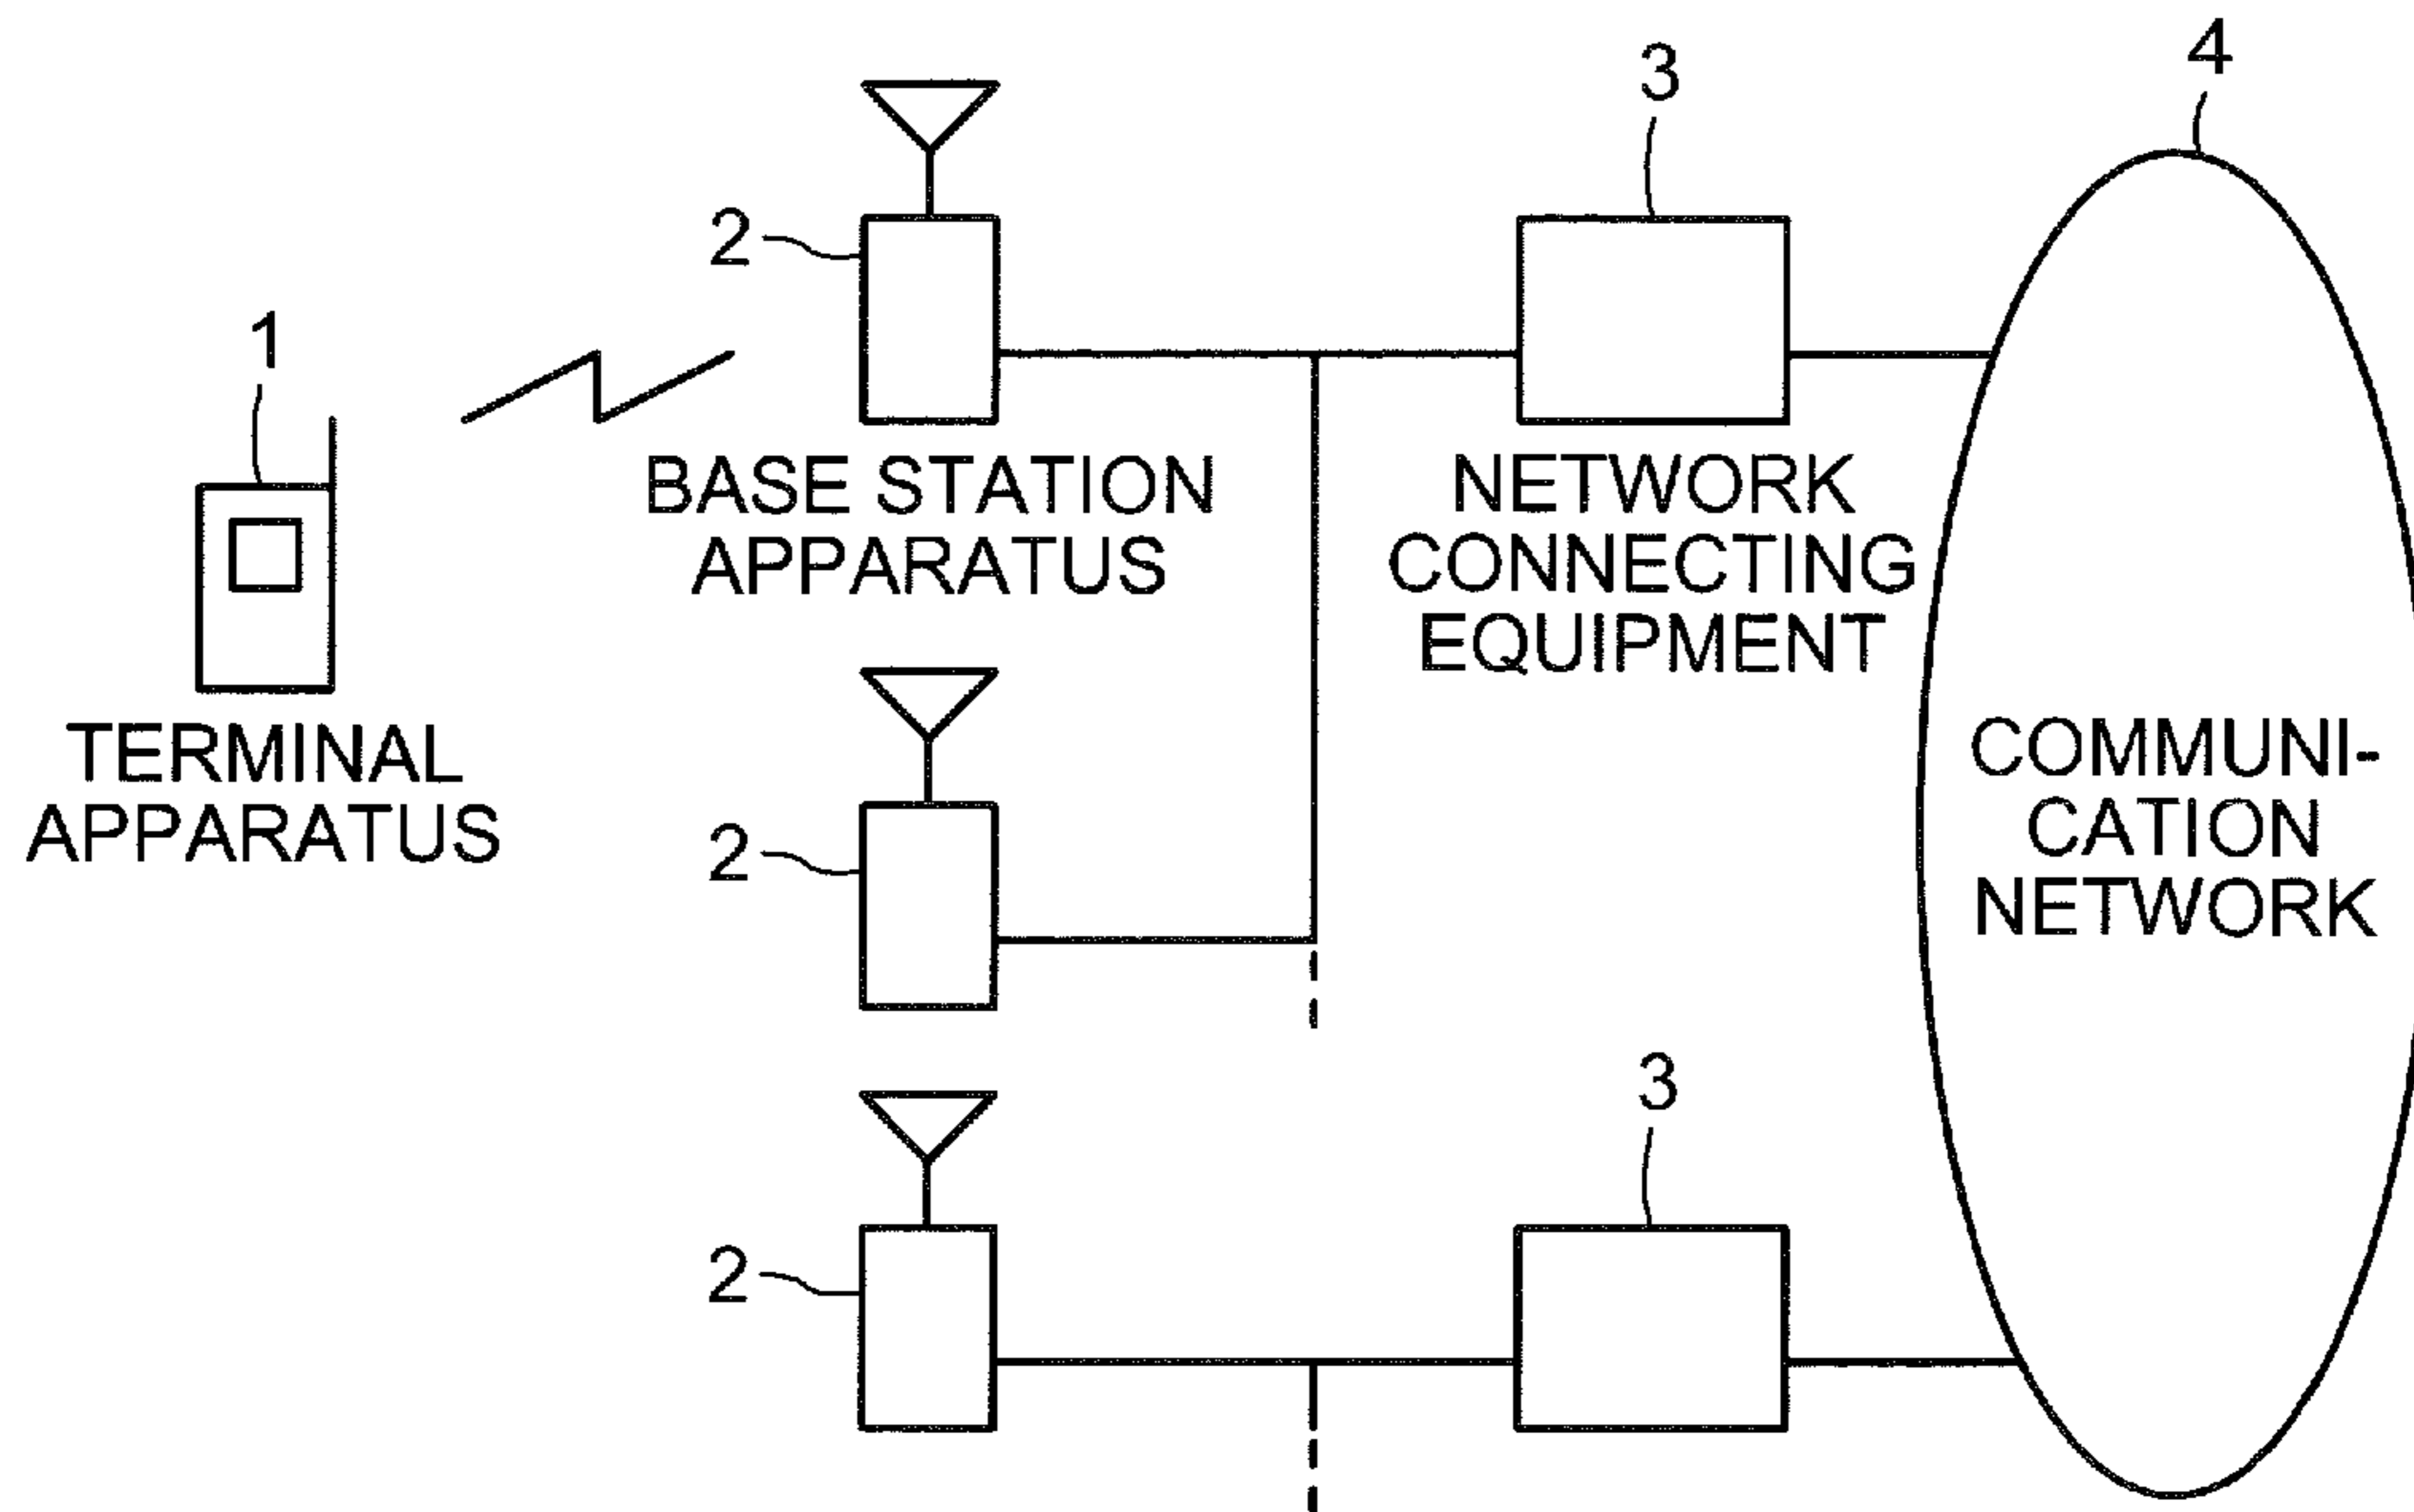 4
3
2
1
BASE STATION
APPARATUS
NETWORK
CONNECTING
EQUIPMENT
TERMINAL
APPARATUS
COMMUNI-
CATION
NETWORK
2
3
2